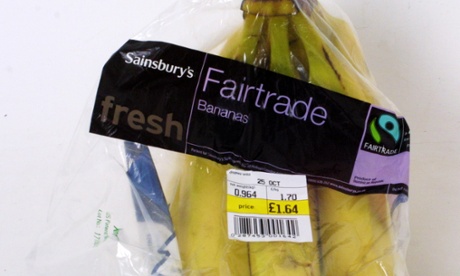 Sainsbury's
Fairtrade
Bananas
fresh
FAIRTRADE
25 OCT
0.964 1.70
price: £1.64